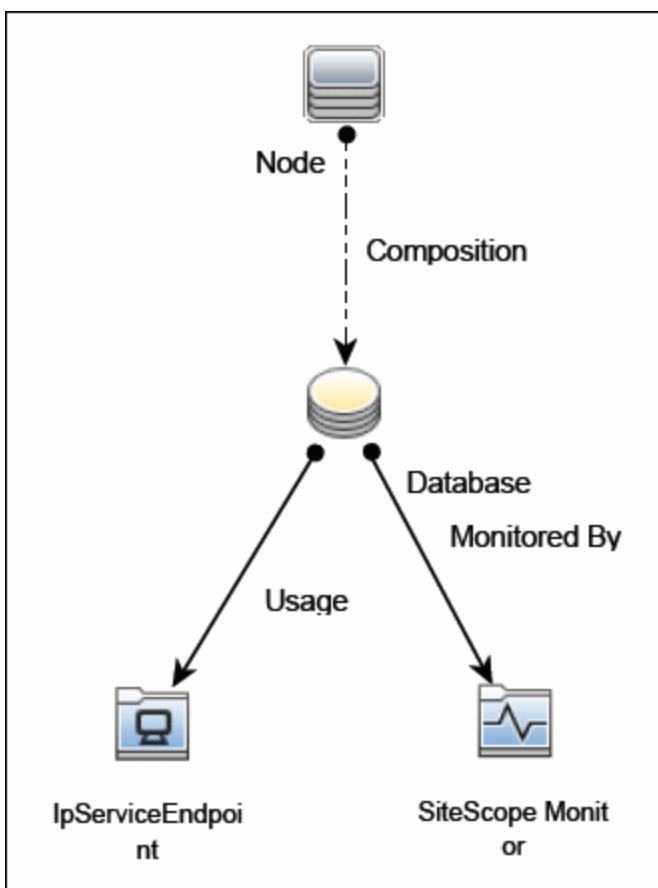 Node
Composition
Database
Monitored By
Usage
IpServiceEndpoi
nt
SiteScope Monit
or